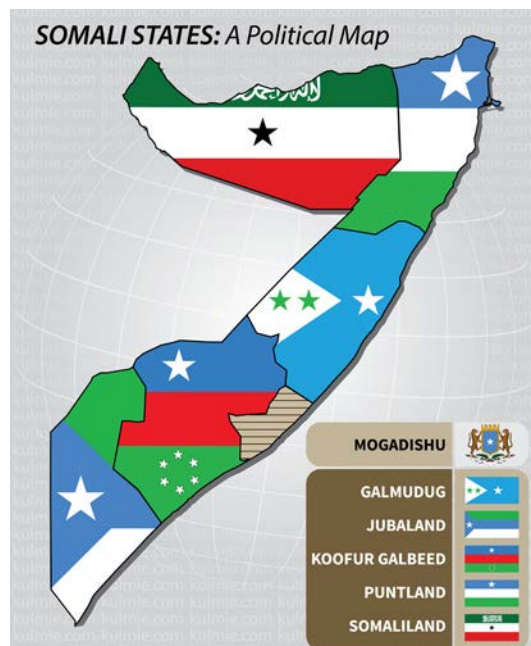 SOMALI STATES: A Political Map
MOGADISHU
GALMUDUG
JUBALAND
KOOFUR GALBEED
PUNTLAND
SOMALILAND